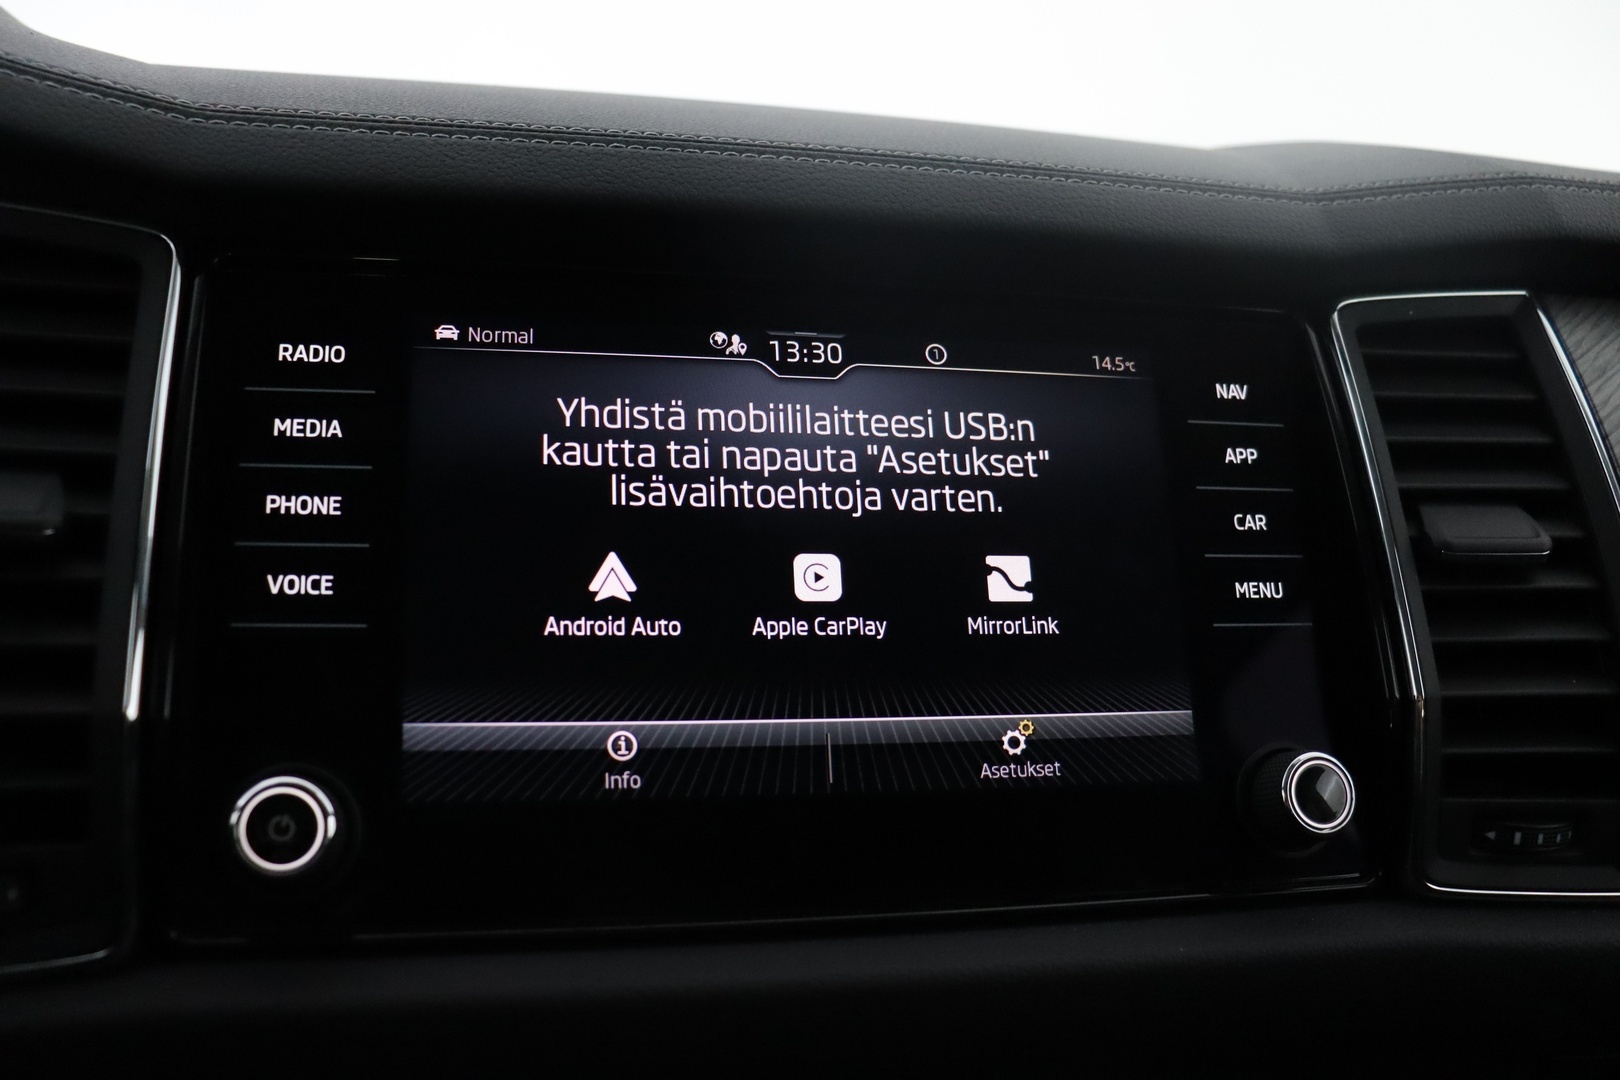 Normal
13:30
1
14.5°C
RADIO
MEDIA
PHONE
VOICE
Yhdistä mobiililaitteesi USB:n
kautta tai napauta "Asetukset"
lisävaihtoehtoja varten.
Android Auto
Apple CarPlay
MirrorLink
Info
Asetukset
NAV
APP
CAR
MENU